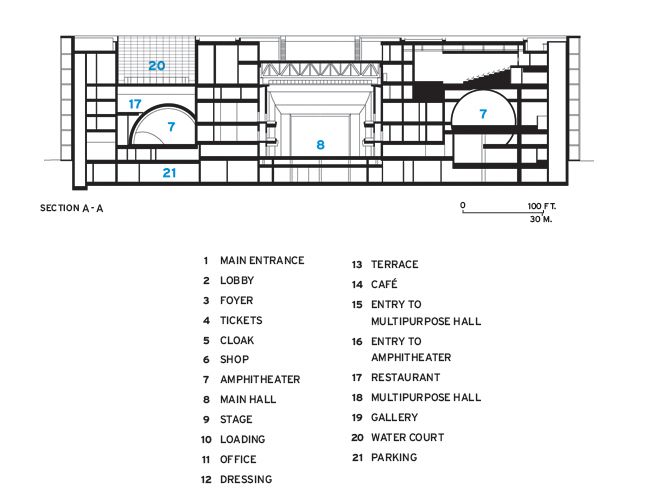 20
17
7
7
8
21
SECTION A - A
0 100 FT.
30 M.
1 MAIN ENTRANCE
2 LOBBY
3 FOYER
4 TICKETS
5 CLOAK
6 SHOP
7 AMPHITHEATER
8 MAIN HALL
9 STAGE
10 LOADING
11 OFFICE
12 DRESSING
13 TERRACE
14 CAFÉ
15 ENTRY TO
MULTIPURPOSE HALL
16 ENTRY TO
AMPHITHEATER
17 RESTAURANT
18 MULTIPURPOSE HALL
19 GALLERY
20 WATER COURT
21 PARKING